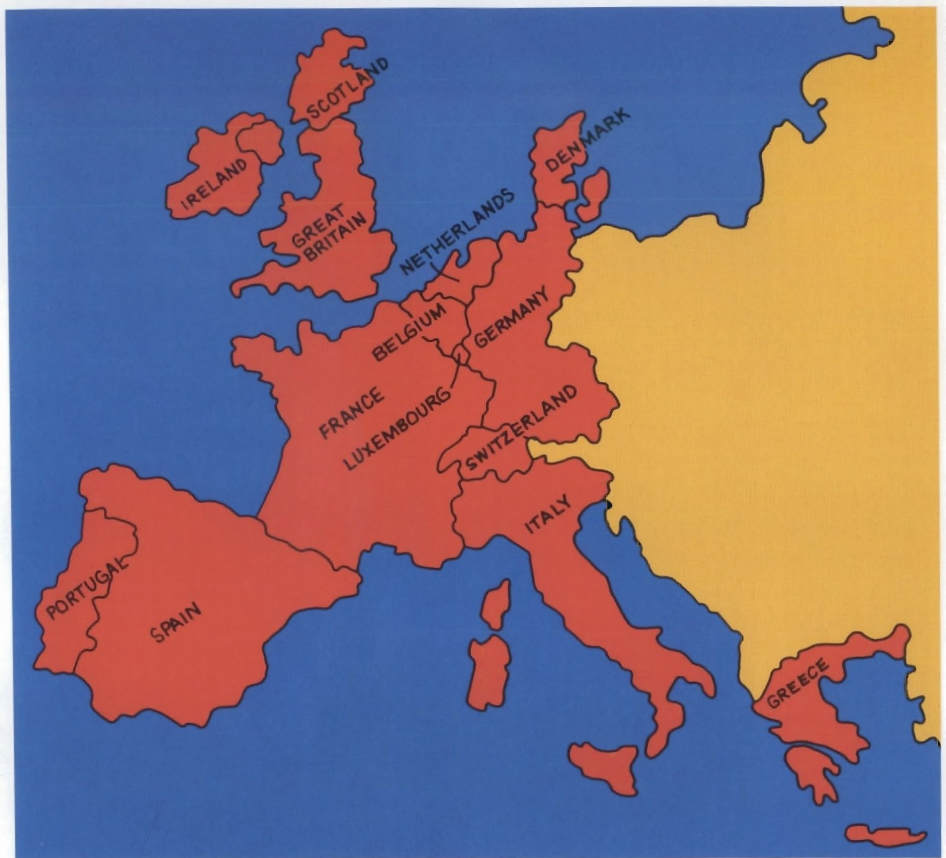 SCOTLAND
IRELAND
GREAT
BRITAIN
DENMARK
NETHERLANDS
BELGIUM
GERMANY
FRANCE
LUXEMBOURG
SWITZERLAND
ITALY
PORTUGAL
SPAIN
GREECE